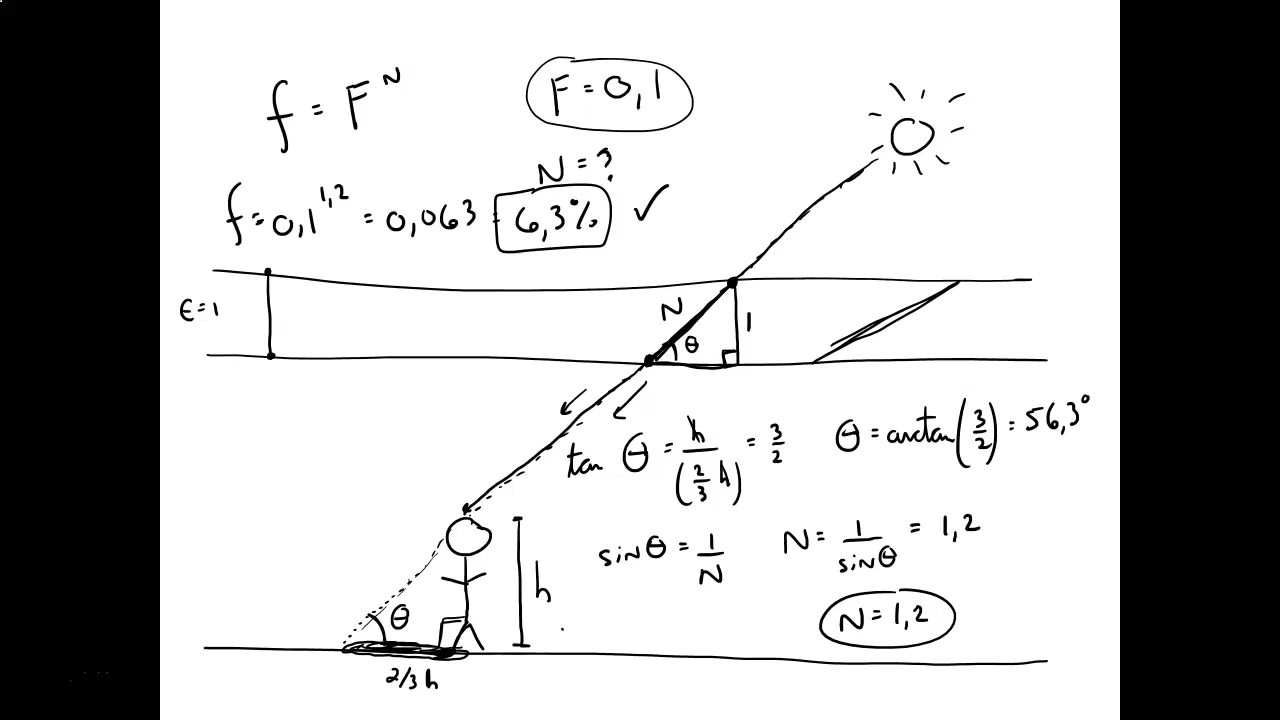 f = F^N
F = 0,1
N = ?
f = 0,1^1,2 = 0,063 = 6,3% ✓
ϵ = 1
N
1
θ
tan θ = h/(2/3 h) = 3/2
θ = arctan(3/2) = 56,3°
sin θ = 1/N
N = 1/sin θ = 1,2
h
θ
N = 1,2
2/3 h